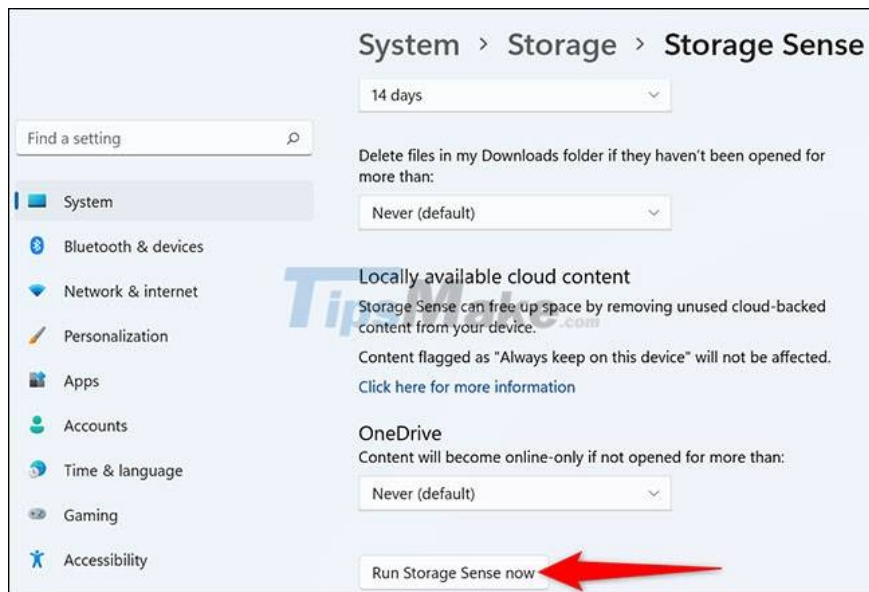 System > Storage > Storage Sense
14 days
Find a setting
Delete files in my Downloads folder if they haven't been opened for
more than:
System
Never (default)
Bluetooth & devices
Locally available cloud content
Network & internet
Storage Sense can free up space by removing unused cloud-backed
content from your device.
TipsMake.com
Personalization
Content flagged as "Always keep on this device" will not be affected.
Apps
Click here for more information
Accounts
OneDrive
Content will become online-only if not opened for more than:
Time & language
Never (default)
Gaming
Accessibility
Run Storage Sense now